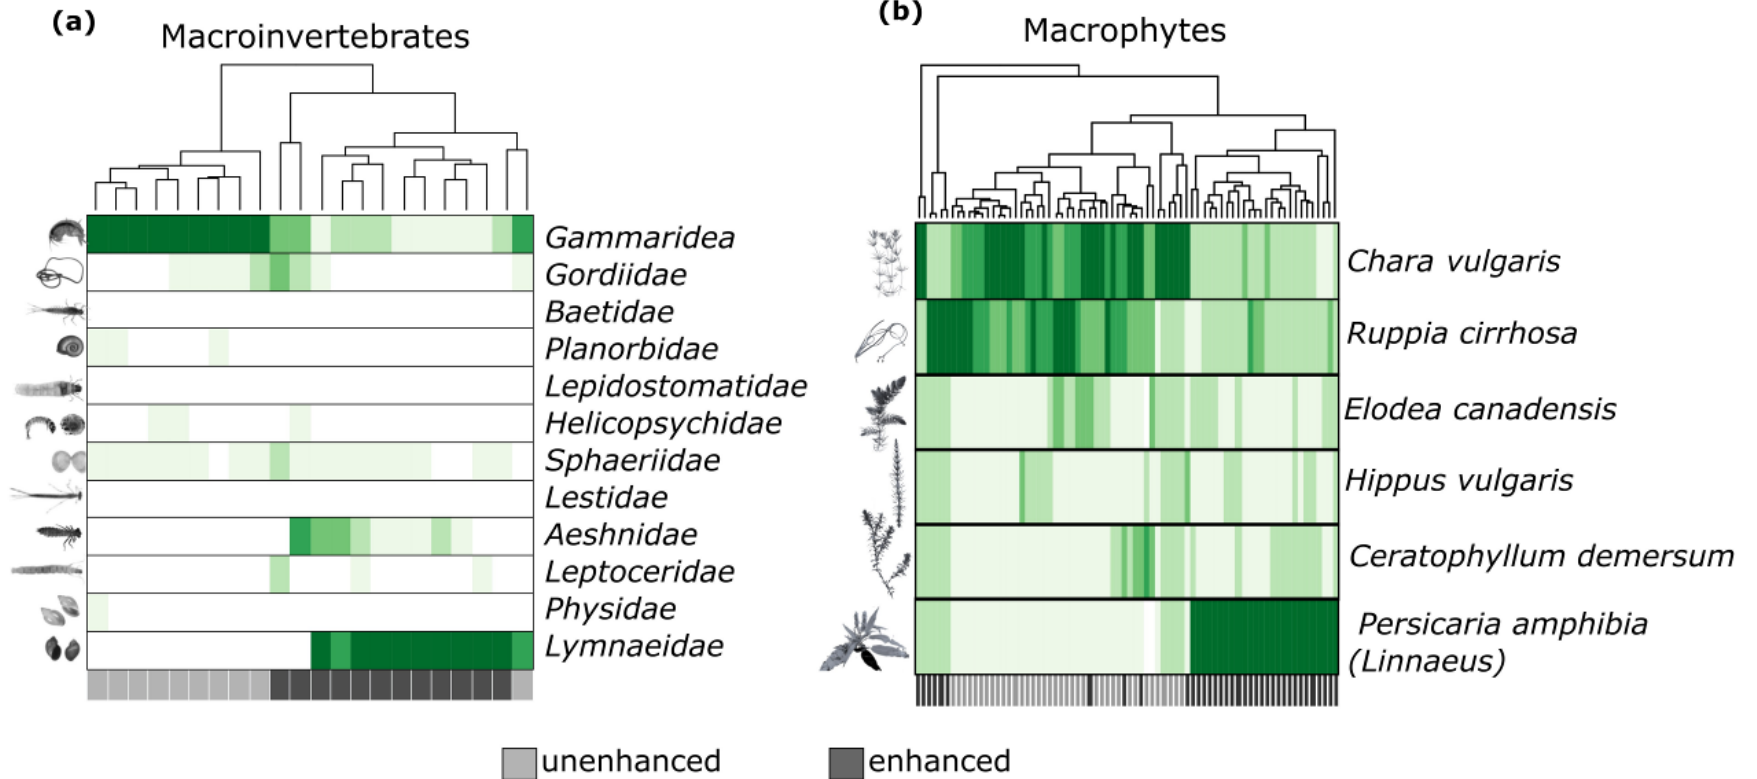 (a)
Macroinvertebrates
Gammaridea
Gordiidae
Baetidae
Planorbidae
Lepidostomatidae
Helicopsychidae
Sphaeriidae
Lestidae
Aeshnidae
Leptoceridae
Physidae
Lymnaeidae
(b)
Macrophytes
Chara vulgaris
Ruppia cirrhosa
Elodea canadensis
Hippus vulgaris
Ceratophyllum demersum
Persicaria amphibia
(Linnaeus)
unenhanced
enhanced